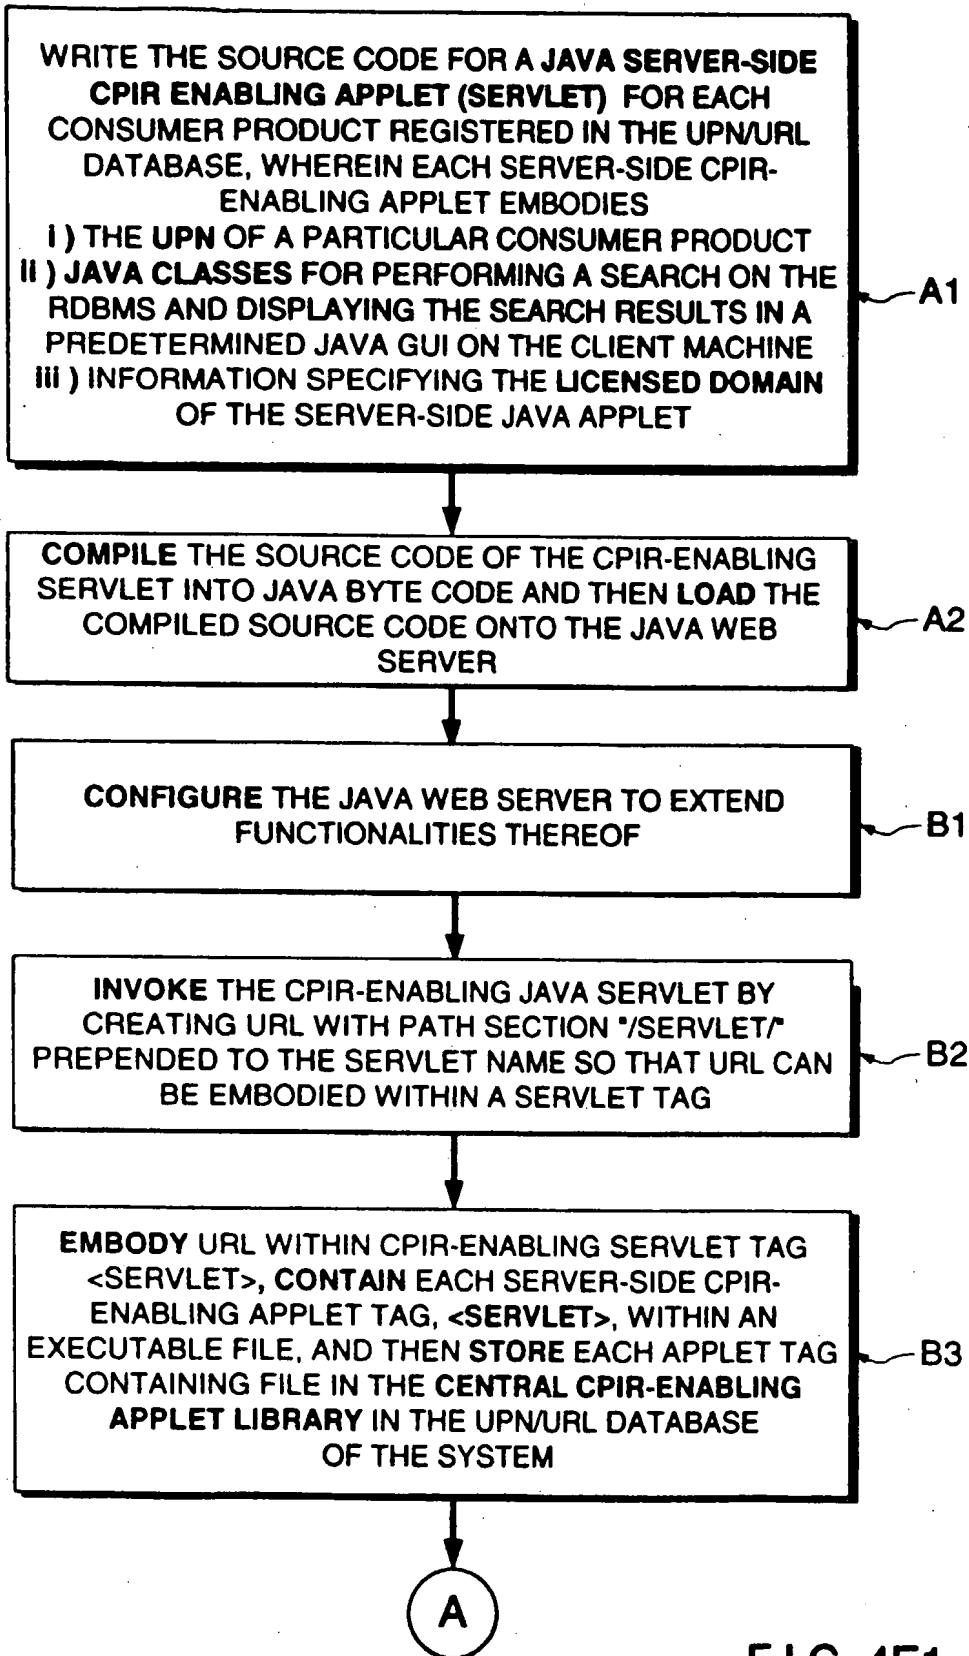 WRITE THE SOURCE CODE FOR A JAVA SERVER-SIDE
CPIR ENABLING APPLET (SERVLET) FOR EACH
CONSUMER PRODUCT REGISTERED IN THE UPN/URL
DATABASE, WHEREIN EACH SERVER-SIDE CPIR-
ENABLING APPLET EMBODIES
i ) THE UPN OF A PARTICULAR CONSUMER PRODUCT
ii ) JAVA CLASSES FOR PERFORMING A SEARCH ON THE
RDBMS AND DISPLAYING THE SEARCH RESULTS IN A
PREDETERMINED JAVA GUI ON THE CLIENT MACHINE
iii ) INFORMATION SPECIFYING THE LICENSED DOMAIN
OF THE SERVER-SIDE JAVA APPLET
A1
COMPILE THE SOURCE CODE OF THE CPIR-ENABLING
SERVLET INTO JAVA BYTE CODE AND THEN LOAD THE
COMPILED SOURCE CODE ONTO THE JAVA WEB
SERVER
A2
CONFIGURE THE JAVA WEB SERVER TO EXTEND
FUNCTIONALITIES THEREOF
B1
INVOKE THE CPIR-ENABLING JAVA SERVLET BY
CREATING URL WITH PATH SECTION "/SERVLET/"
PREPENDED TO THE SERVLET NAME SO THAT URL CAN
BE EMBODIED WITHIN A SERVLET TAG
B2
EMBODY URL WITHIN CPIR-ENABLING SERVLET TAG
<SERVLET>, CONTAIN EACH SERVER-SIDE CPIR-
ENABLING APPLET TAG, <SERVLET>, WITHIN AN
EXECUTABLE FILE, AND THEN STORE EACH APPLET TAG
CONTAINING FILE IN THE CENTRAL CPIR-ENABLING
APPLET LIBRARY IN THE UPN/URL DATABASE
OF THE SYSTEM
B3
A
FIG. 4E1